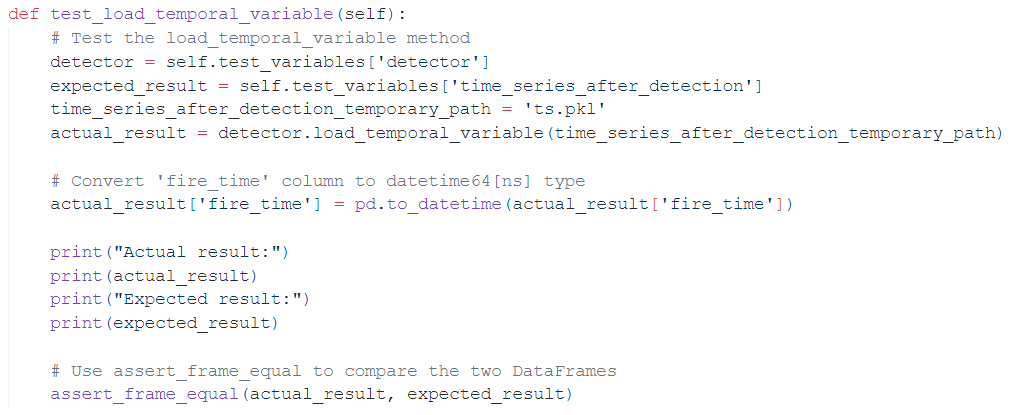 def test_load_temporal_variable(self):
    # Test the load_temporal_variable method
    detector = self.test_variables['detector']
    expected_result = self.test_variables['time_series_after_detection']
    time_series_after_detection_temporary_path = 'ts.pkl'
    actual_result = detector.load_temporal_variable(time_series_after_detection_temporary_path)

    # Convert 'fire_time' column to datetime64[ns] type
    actual_result['fire_time'] = pd.to_datetime(actual_result['fire_time'])

    print("Actual result:")
    print(actual_result)
    print("Expected result:")
    print(expected_result)

    # Use assert_frame_equal to compare the two DataFrames
    assert_frame_equal(actual_result, expected_result)